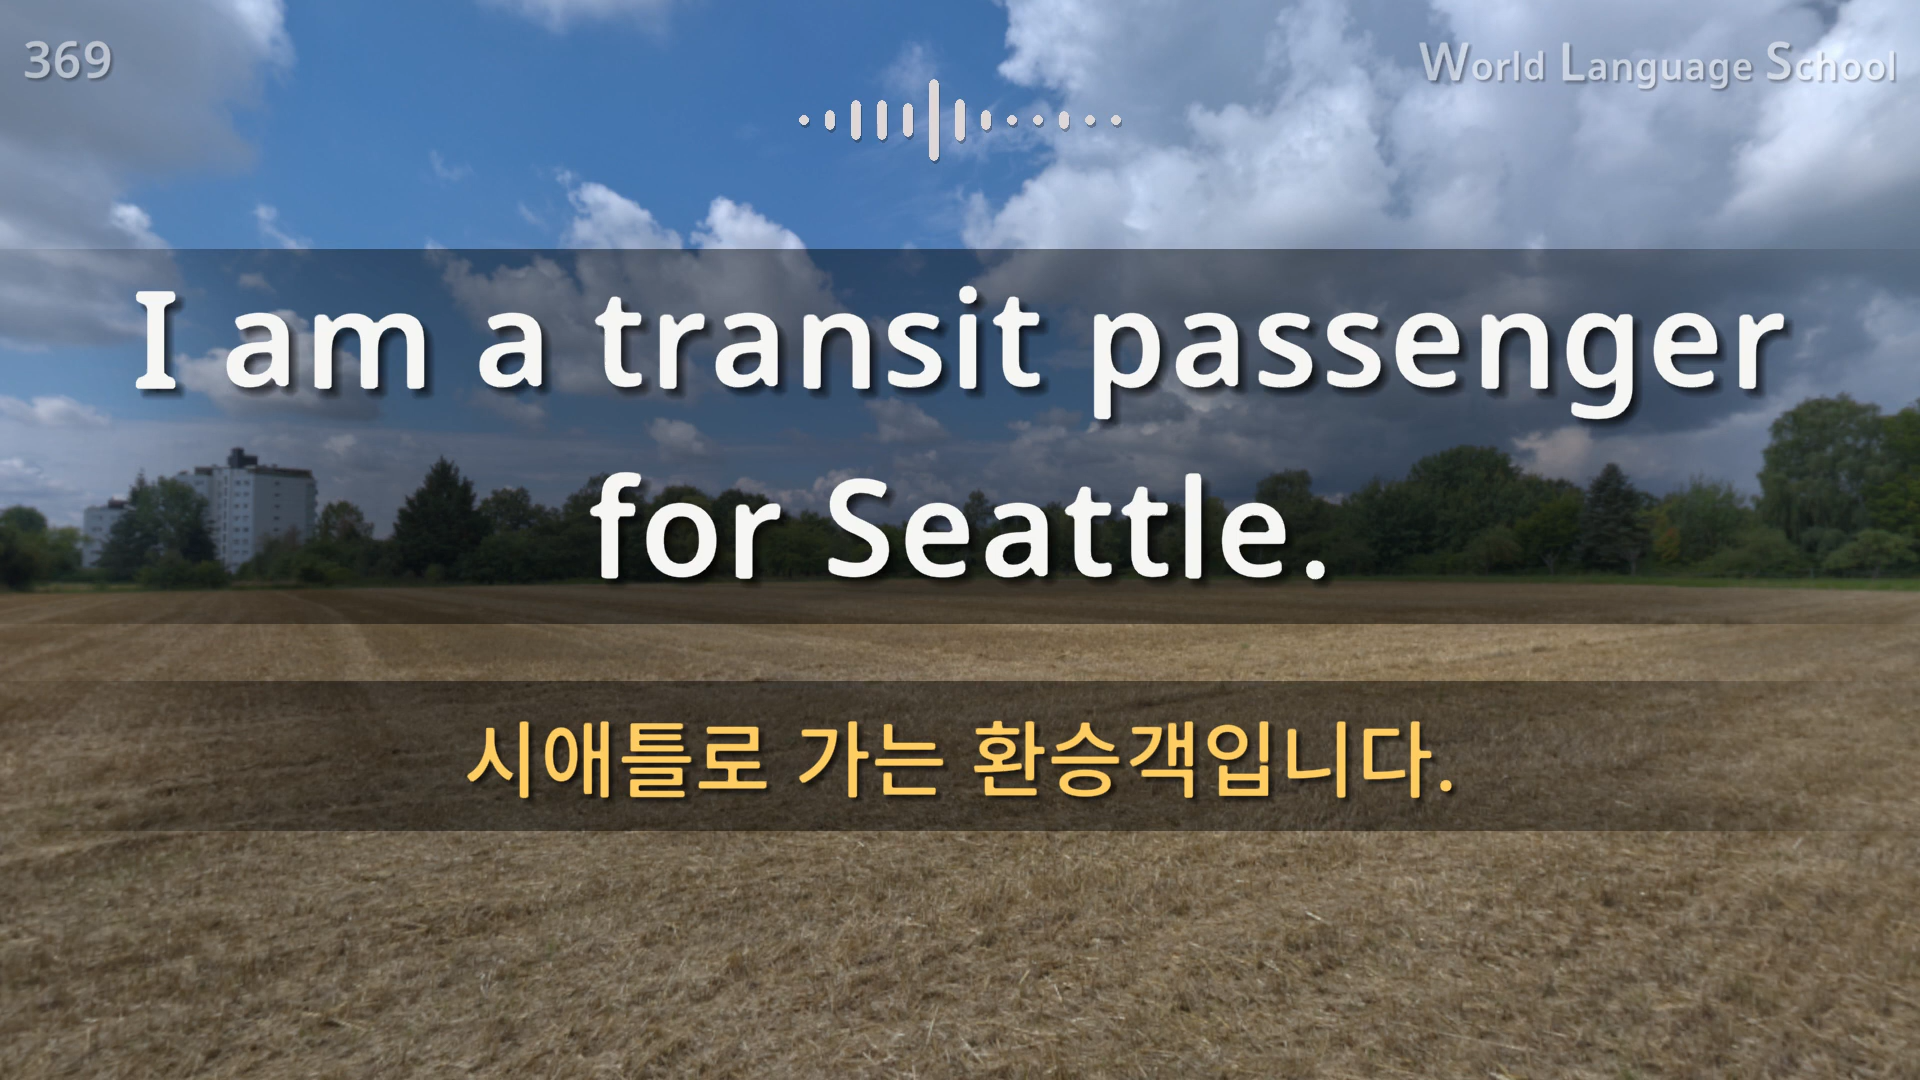 369
World Language School
I am a transit passenger
for Seattle.
시애틀로 가는 환승객입니다.